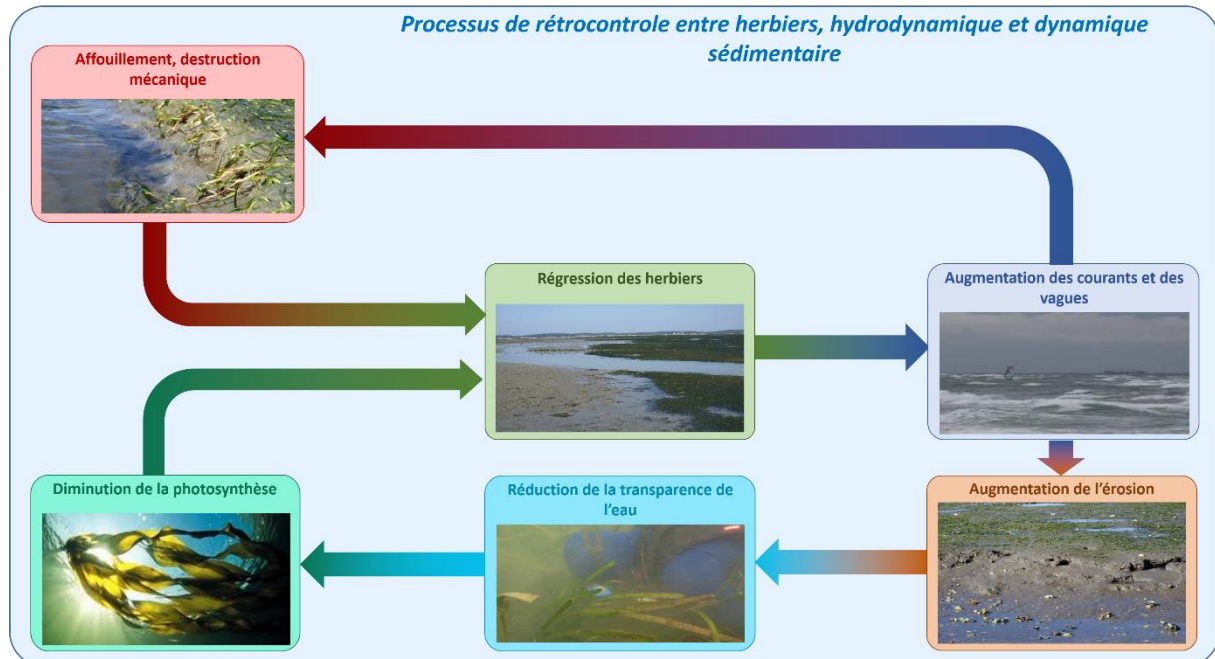 Processus de rétrocontrole entre herbiers, hydrodynamique et dynamique
sédimentaire
Affouillement, destruction
mécanique
Régression des herbiers
Augmentation des courants et des
vagues
Diminution de la photosynthèse
Réduction de la transparence de
l'eau
Augmentation de l'érosion